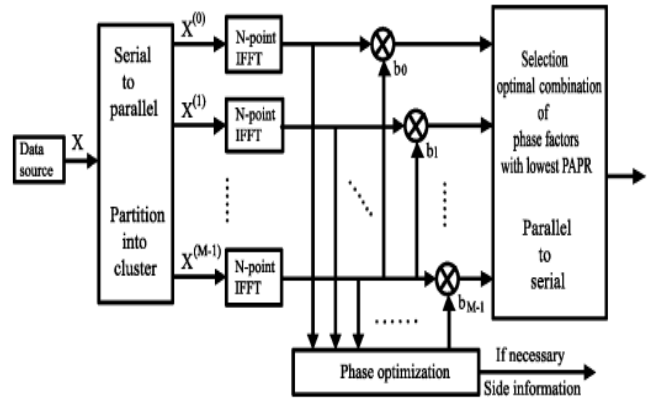 Data
source
X
Serial
to
parallel
Partition
into
cluster
X(0)
N-point
IFFT
b0
X(1)
N-point
IFFT
b1
X(M-1)
N-point
IFFT
bM-1
Phase optimization
Selection
optimal combination
of
phase factors
with lowest PAPR
Parallel
to
serial
If necessary
Side information